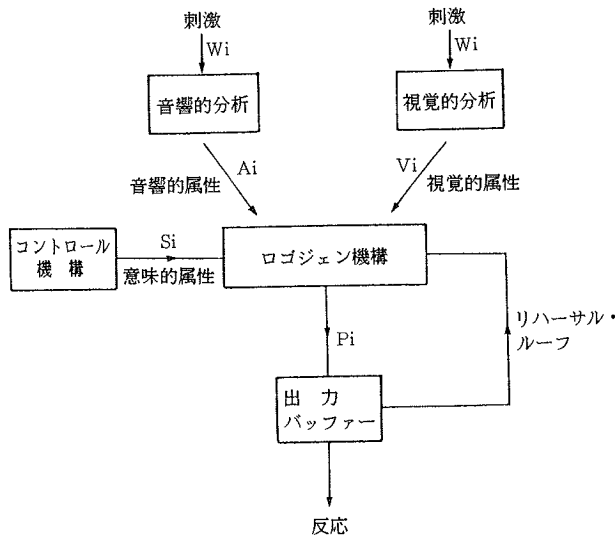 刺激
刺激
Wi
Wi
音響的分析
視覚的分析
Ai
Vi
音響的属性
視覚的属性
コントロール
機 構
Si
意味的属性
ロゴジェン機構
リハーサル・
ルーフ
Pi
出 力
バッファー
反応